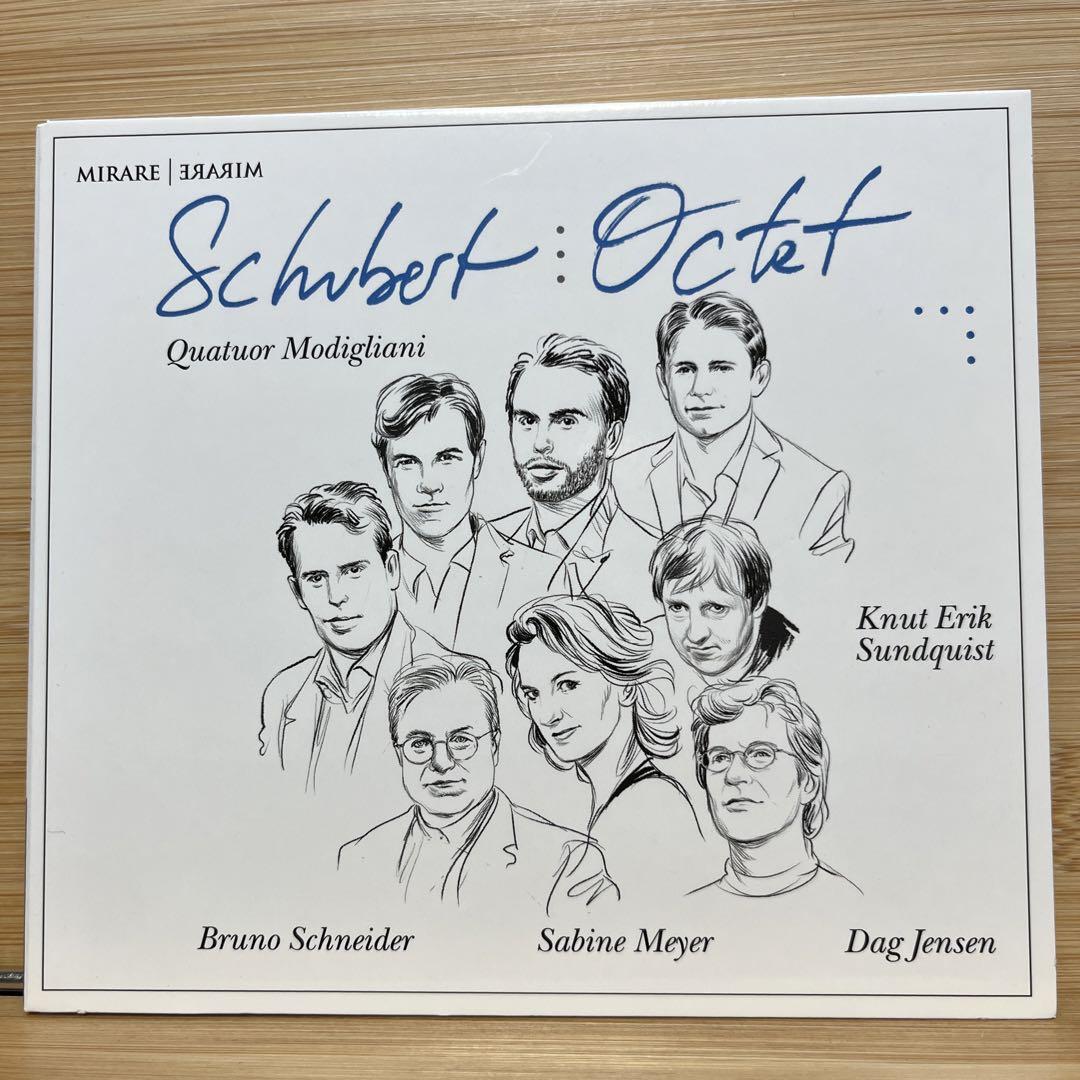 MIRARE | MIRARE
Schubert : Octet
Quatuor Modigliani
Knut Erik
Sundquist
Bruno Schneider
Sabine Meyer
Dag Jensen